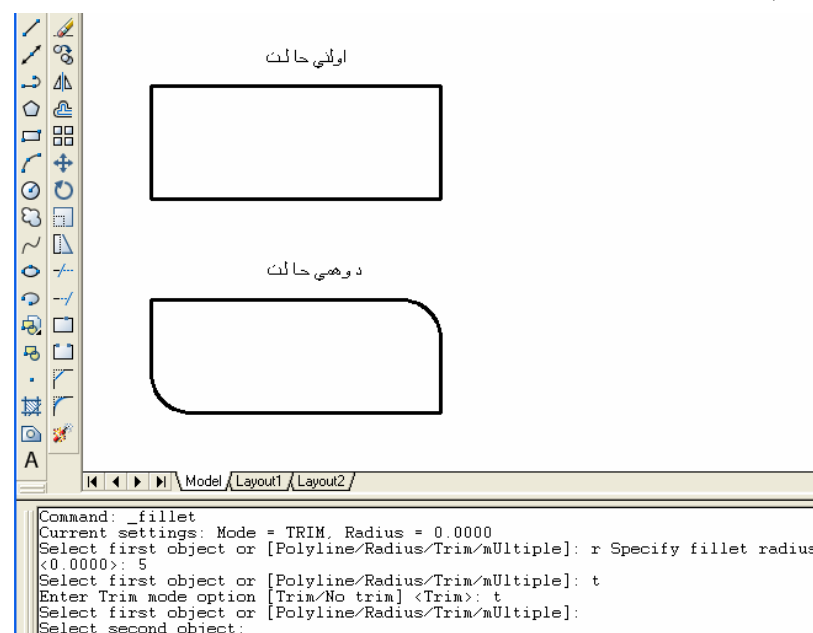 اولني حالت
دوهمي حالت
A
Model Layout1 Layout2
Command: _fillet
Current settings: Mode = TRIM, Radius = 0.0000
Select first object or [Polyline/Radius/Trim/mUltiple]: r Specify fillet radius
<0.0000>: 5
Select first object or [Polyline/Radius/Trim/mUltiple]: t
Enter Trim mode option [Trim/No trim] <Trim>: t
Select first object or [Polyline/Radius/Trim/mUltiple]:
Select second object: